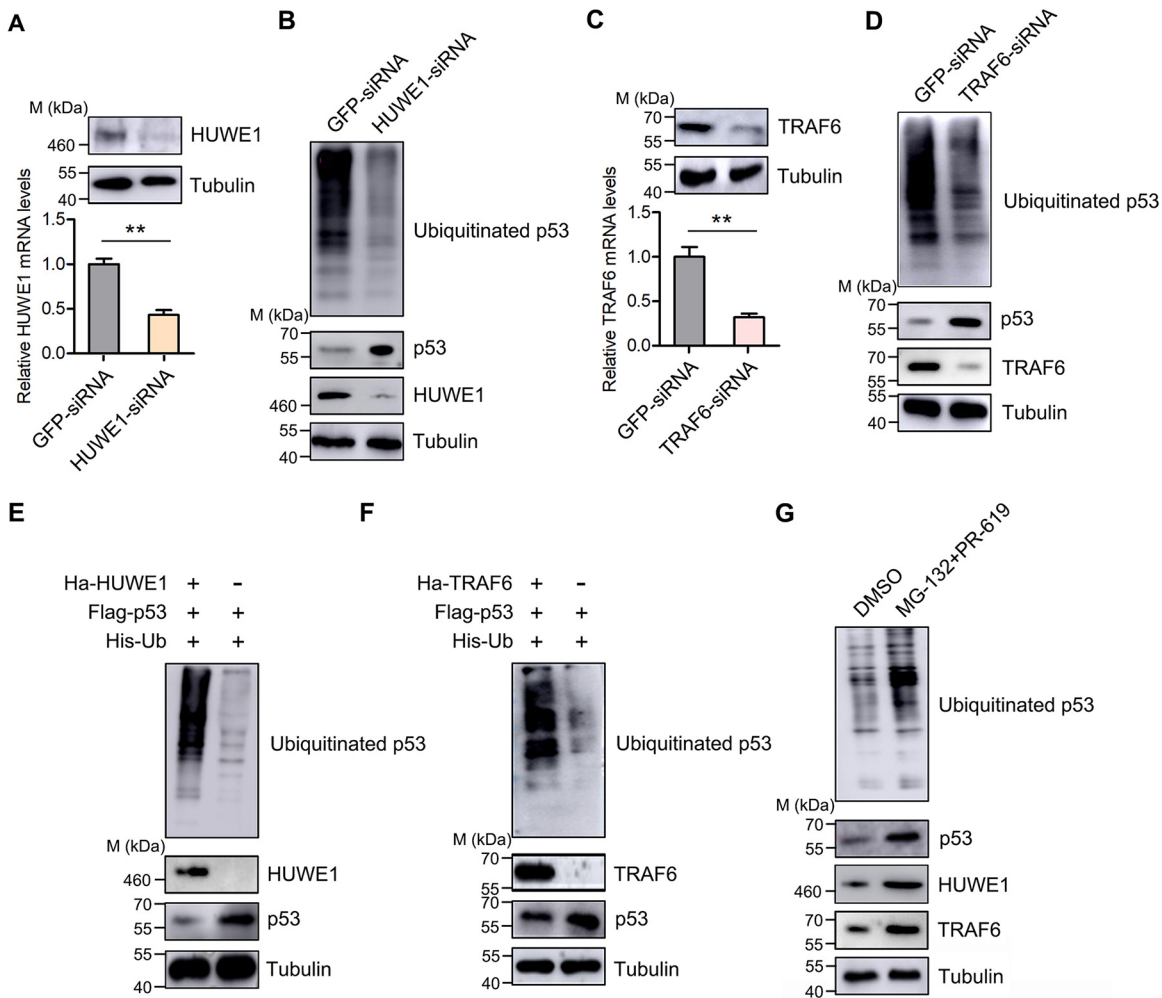 A
M (kDa)
460
HUWE1
55
40
Tubulin
Relative HUWE1 mRNA levels
1.5
1.0
0.5
0.0
**
GFP-siRNA
HUWE1-siRNA
B
GFP-siRNA
HUWE1-siRNA
Ubiquitinated p53
M (kDa)
70
55
p53
460
HUWE1
55
40
Tubulin
C
M (kDa)
70
55
TRAF6
55
40
Tubulin
Relative TRAF6 mRNA levels
1.5
1.0
0.5
0.0
**
GFP-siRNA
TRAF6-siRNA
D
GFP-siRNA
TRAF6-siRNA
Ubiquitinated p53
M (kDa)
70
55
p53
70
55
TRAF6
55
40
Tubulin
E
Ha-HUWE1 + −
Flag-p53 + +
His-Ub + +
Ubiquitinated p53
M (kDa)
460
HUWE1
70
55
p53
55
40
Tubulin
F
Ha-TRAF6 + −
Flag-p53 + +
His-Ub + +
Ubiquitinated p53
M (kDa)
70
55
TRAF6
70
55
p53
55
40
Tubulin
G
DMSO
MG-132+PR-619
Ubiquitinated p53
M (kDa)
70
55
p53
460
HUWE1
70
55
TRAF6
55
40
Tubulin